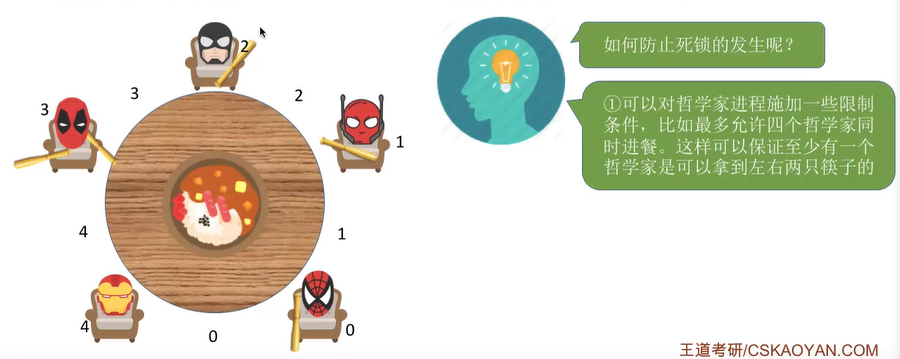 如何防止死锁的发生呢？
①可以对哲学家进程施加一些限制
条件，比如最多允许四个哲学家同
时进餐。这样可以保证至少有一个
哲学家是可以拿到左右两只筷子的
2
3
2
3
1
4
1
4
0
0
王道考研/CSKAOYAN.COM